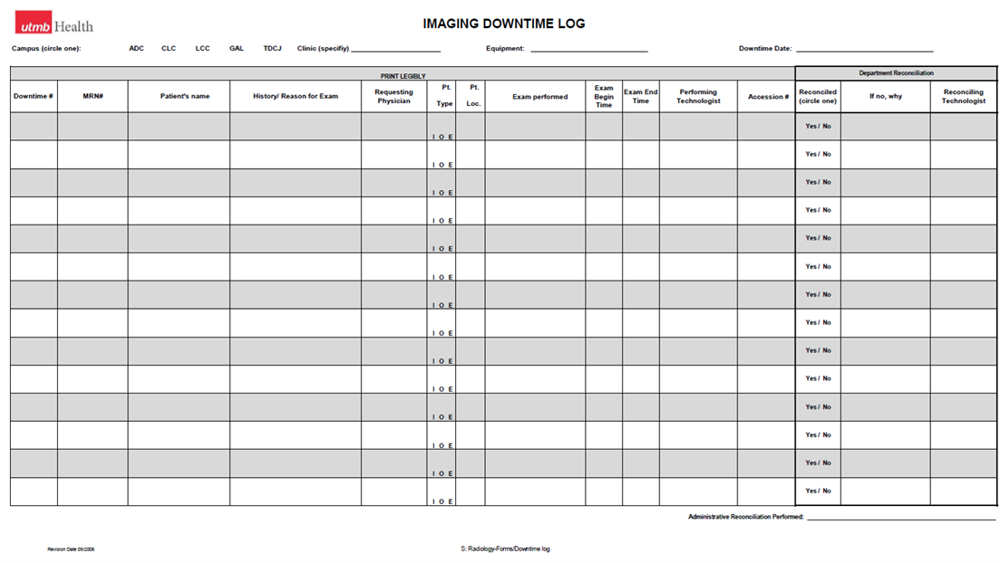 utmb Health
IMAGING DOWNTIME LOG
Campus (circle one): ADC CLC LCC GAL TDCJ Clinic (specifiy) Equipment: Downtime Date:
PRINT LEGIBLY Department Reconciliation
Downtime # MRN# Patient's name History/ Reason for Exam Requesting Physician Pt. Type Pt. Loc. Exam performed Exam Begin Time Exam End Time Performing Technologist Accession # Reconciled (circle one) If no, why Reconciling Technologist
I O E Yes / No
I O E Yes / No
I O E Yes / No
I O E Yes / No
I O E Yes / No
I O E Yes / No
I O E Yes / No
I O E Yes / No
I O E Yes / No
I O E Yes / No
I O E Yes / No
I O E Yes / No
I O E Yes / No
I O E Yes / No
Administrative Reconciliation Performed:
Revision Date 09/2006 S: Radiology-Forms/Downtime log